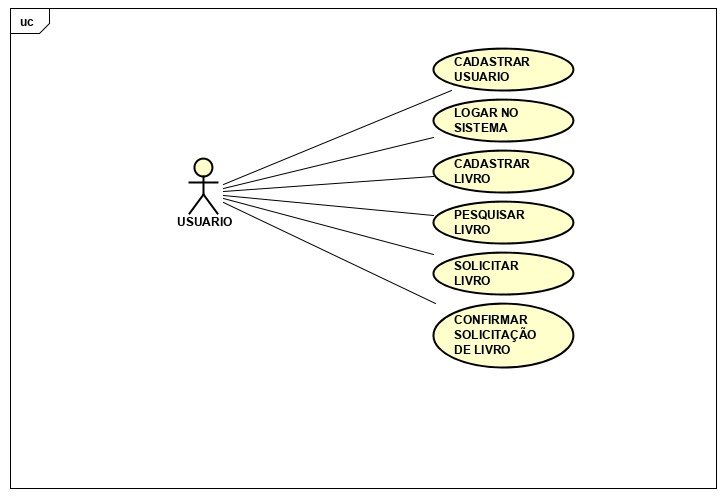 uc
CADASTRAR
USUARIO
LOGAR NO
SISTEMA
CADASTRAR
LIVRO
USUARIO
PESQUISAR
LIVRO
SOLICITAR
LIVRO
CONFIRMAR
SOLICITAÇÃO
DE LIVRO